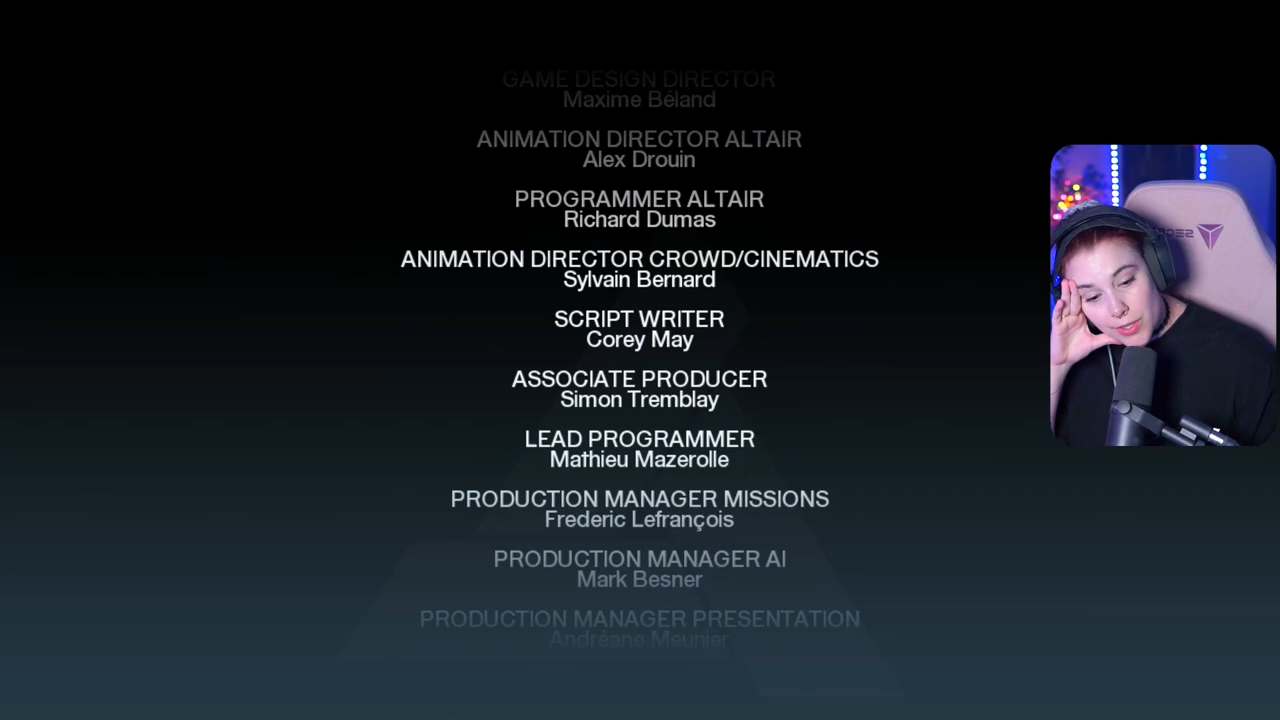 GAME DESIGN DIRECTOR
Maxime Béland
ANIMATION DIRECTOR ALTAIR
Alex Drouin
PROGRAMMER ALTAIR
Richard Dumas
ANIMATION DIRECTOR CROWD/CINEMATICS
Sylvain Bernard
SCRIPT WRITER
Corey May
ASSOCIATE PRODUCER
Simon Tremblay
LEAD PROGRAMMER
Mathieu Mazerolle
PRODUCTION MANAGER MISSIONS
Frederic Lefrançois
PRODUCTION MANAGER AI
Mark Besner
PRODUCTION MANAGER PRESENTATION
Andréane Meunier